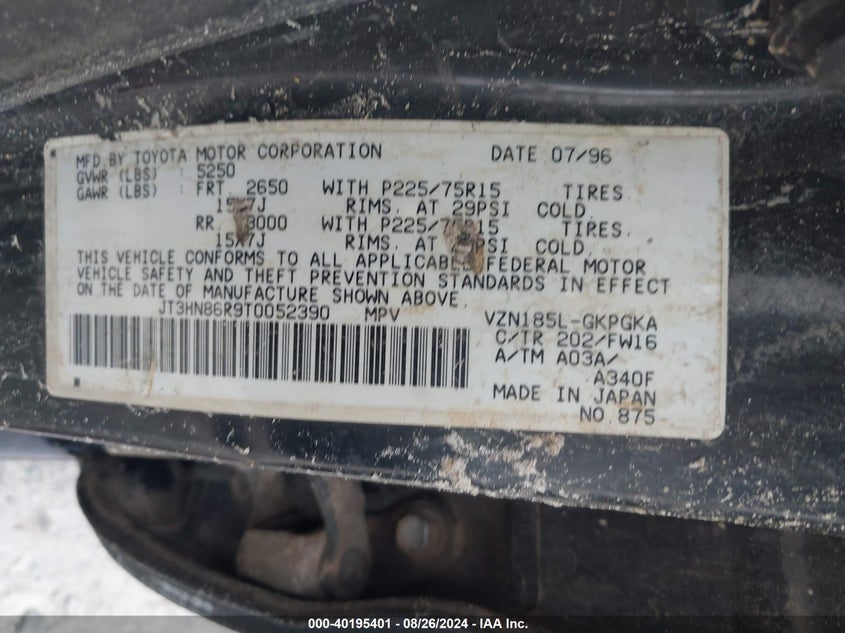 MFD.BY TOYOTA MOTOR CORPORATION DATE 07/96
GVWR (LBS) : 5250
GAWR (LBS) : FRT. 2650 WITH P225/75R15 TIRES.
RIMS. AT 29PSI COLD.
RR. WITH TIRES.
15X7J RIMS. AT COLD.
THIS VEHICLE CONFORMS TO ALL APPLICABLE FEDERAL MOTOR
VEHICLE SAFETY AND THEFT PREVENTION STANDARDS IN EFFECT
ON THE DATE OF MANUFACTURE SHOWN ABOVE.
JT3HN86R9T0052390 MPV VZN185L-GKPGKA
C/TR 202/FW16
A/TM A03A/
A340F
MADE IN JAPAN
NO.875
000-40195401 - 08/26/2024 - IAA Inc.